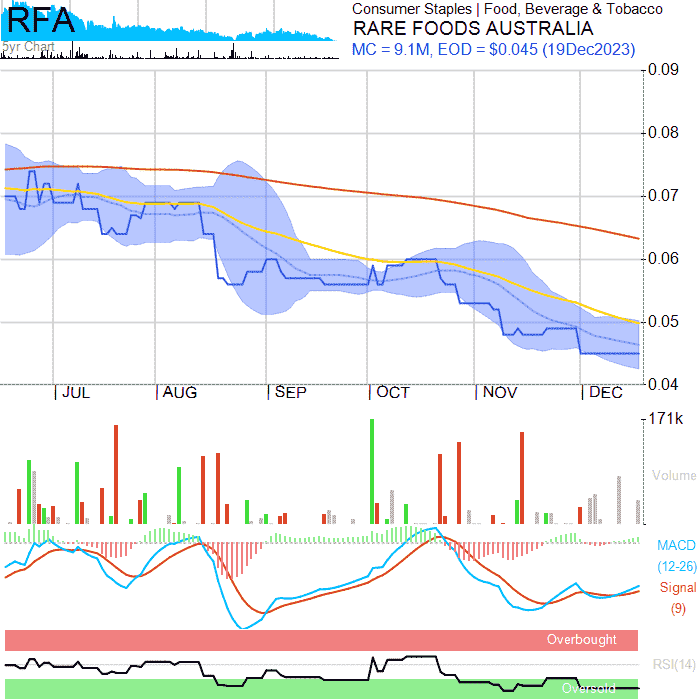 RFA
5yr Chart
Consumer Staples | Food, Beverage & Tobacco
RARE FOODS AUSTRALIA
MC = 9.1M, EOD = $0.045 (19Dec2023)
0.09
0.08
0.07
0.06
0.05
0.04
JUL AUG SEP OCT NOV DEC
171k
Volume
MACD
(12-26)
Signal
(9)
Overbought
RSI(14)
Oversold